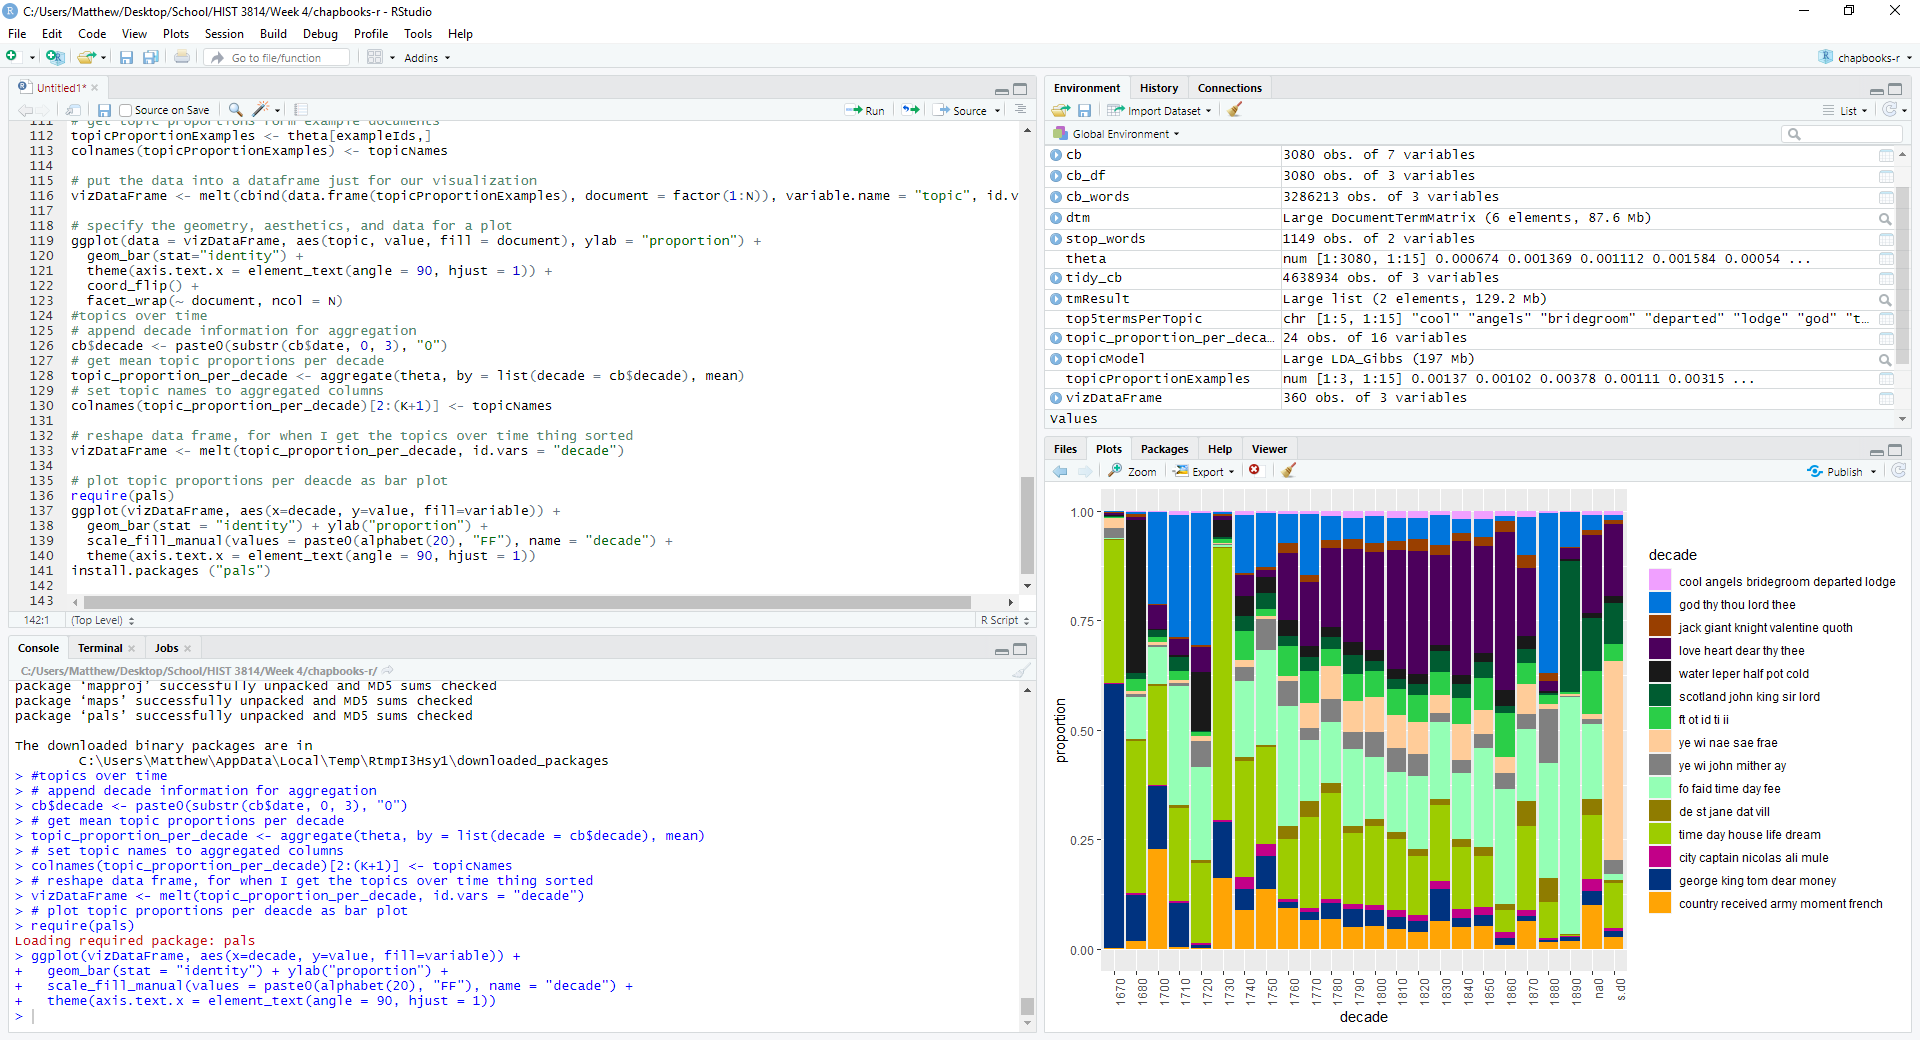 C:/Users/Matthew/Desktop/School/HIST 3814/Week 4/chapbooks-r - RStudio
File Edit Code View Plots Session Build Debug Profile Tools Help
Go to file/function Addins chapbooks-r
Untitled1*
Source on Save Run Source
111 # get topic proportions form example documents
112 topicProportionExamples <- theta[exampleIds,]
113 colnames(topicProportionExamples) <- topicNames
114
115 # put the data into a dataframe just for our visualization
116 vizDataFrame <- melt(cbind(data.frame(topicProportionExamples), document = factor(1:N)), variable.name = "topic", id.v
117
118 # specify the geometry, aesthetics, and data for a plot
119 ggplot(data = vizDataFrame, aes(topic, value, fill = document), ylab = "proportion") +
120 geom_bar(stat="identity") +
121 theme(axis.text.x = element_text(angle = 90, hjust = 1)) +
122 coord_flip() +
123 facet_wrap(~ document, ncol = N)
124 #topics over time
125 # append decade information for aggregation
126 cb$decade <- paste0(substr(cb$date, 0, 3), "0")
127 # get mean topic proportions per decade
128 topic_proportion_per_decade <- aggregate(theta, by = list(decade = cb$decade), mean)
129 # set topic names to aggregated columns
130 colnames(topic_proportion_per_decade)[2:(K+1)] <- topicNames
131
132 # reshape data frame, for when I get the topics over time thing sorted
133 vizDataFrame <- melt(topic_proportion_per_decade, id.vars = "decade")
134
135 # plot topic proportions per deacde as bar plot
136 require(pals)
137 ggplot(vizDataFrame, aes(x=decade, y=value, fill=variable)) +
138 geom_bar(stat = "identity") + ylab("proportion") +
139 scale_fill_manual(values = paste0(alphabet(20), "FF"), name = "decade") +
140 theme(axis.text.x = element_text(angle = 90, hjust = 1))
141 install.packages ("pals")
142
143
142:1 (Top Level) R Script
Console Terminal Jobs
C:/Users/Matthew/Desktop/School/HIST 3814/Week 4/chapbooks-r/
package ‘mapproj’ successfully unpacked and MD5 sums checked
package ‘maps’ successfully unpacked and MD5 sums checked
package ‘pals’ successfully unpacked and MD5 sums checked
The downloaded binary packages are in
C:\Users\Matthew\AppData\Local\Temp\RtmpI3Hsy1\downloaded_packages
> #topics over time
> # append decade information for aggregation
> cb$decade <- paste0(substr(cb$date, 0, 3), "0")
> # get mean topic proportions per decade
> topic_proportion_per_decade <- aggregate(theta, by = list(decade = cb$decade), mean)
> # set topic names to aggregated columns
> colnames(topic_proportion_per_decade)[2:(K+1)] <- topicNames
> # reshape data frame, for when I get the topics over time thing sorted
> vizDataFrame <- melt(topic_proportion_per_decade, id.vars = "decade")
> # plot topic proportions per deacde as bar plot
> require(pals)
Loading required package: pals
> ggplot(vizDataFrame, aes(x=decade, y=value, fill=variable)) +
+ geom_bar(stat = "identity") + ylab("proportion") +
+ scale_fill_manual(values = paste0(alphabet(20), "FF"), name = "decade") +
+ theme(axis.text.x = element_text(angle = 90, hjust = 1))
>
Environment History Connections
Import Dataset List
Global Environment
cb 3080 obs. of 7 variables
cb_df 3080 obs. of 3 variables
cb_words 3286213 obs. of 3 variables
dtm Large DocumentTermMatrix (6 elements, 87.6 Mb)
stop_words 1149 obs. of 2 variables
theta num [1:3080, 1:15] 0.000674 0.001369 0.001112 0.001584 0.00054 ...
tidy_cb 4638934 obs. of 3 variables
tmResult Large list (2 elements, 129.2 Mb)
top5termsPerTopic chr [1:5, 1:15] "cool" "angels" "bridegroom" "departed" "lodge" "god" "t…
topic_proportion_per_deca… 24 obs. of 16 variables
topicModel Large LDA_Gibbs (197 Mb)
topicProportionExamples num [1:3, 1:15] 0.00137 0.00102 0.00378 0.00111 0.00315 ...
vizDataFrame 360 obs. of 3 variables
Values
Files Plots Packages Help Viewer
Zoom Export Publish
1.00
0.75
0.50
0.25
0.00
proportion
1670 1680 1700 1710 1720 1730 1740 1750 1760 1770 1780 1790 1800 1810 1820 1830 1840 1850 1860 1870 1880 1890 na0 s.d0
decade
decade
cool angels bridegroom departed lodge
god thy thou lord thee
jack giant knight valentine quoth
love heart dear thy thee
water leper half pot cold
scotland john king sir lord
ft ot id ti ii
ye wi nae sae frae
ye wi john mither ay
fo faid time day fee
de st jane dat vill
time day house life dream
city captain nicolas ali mule
george king tom dear money
country received army moment french